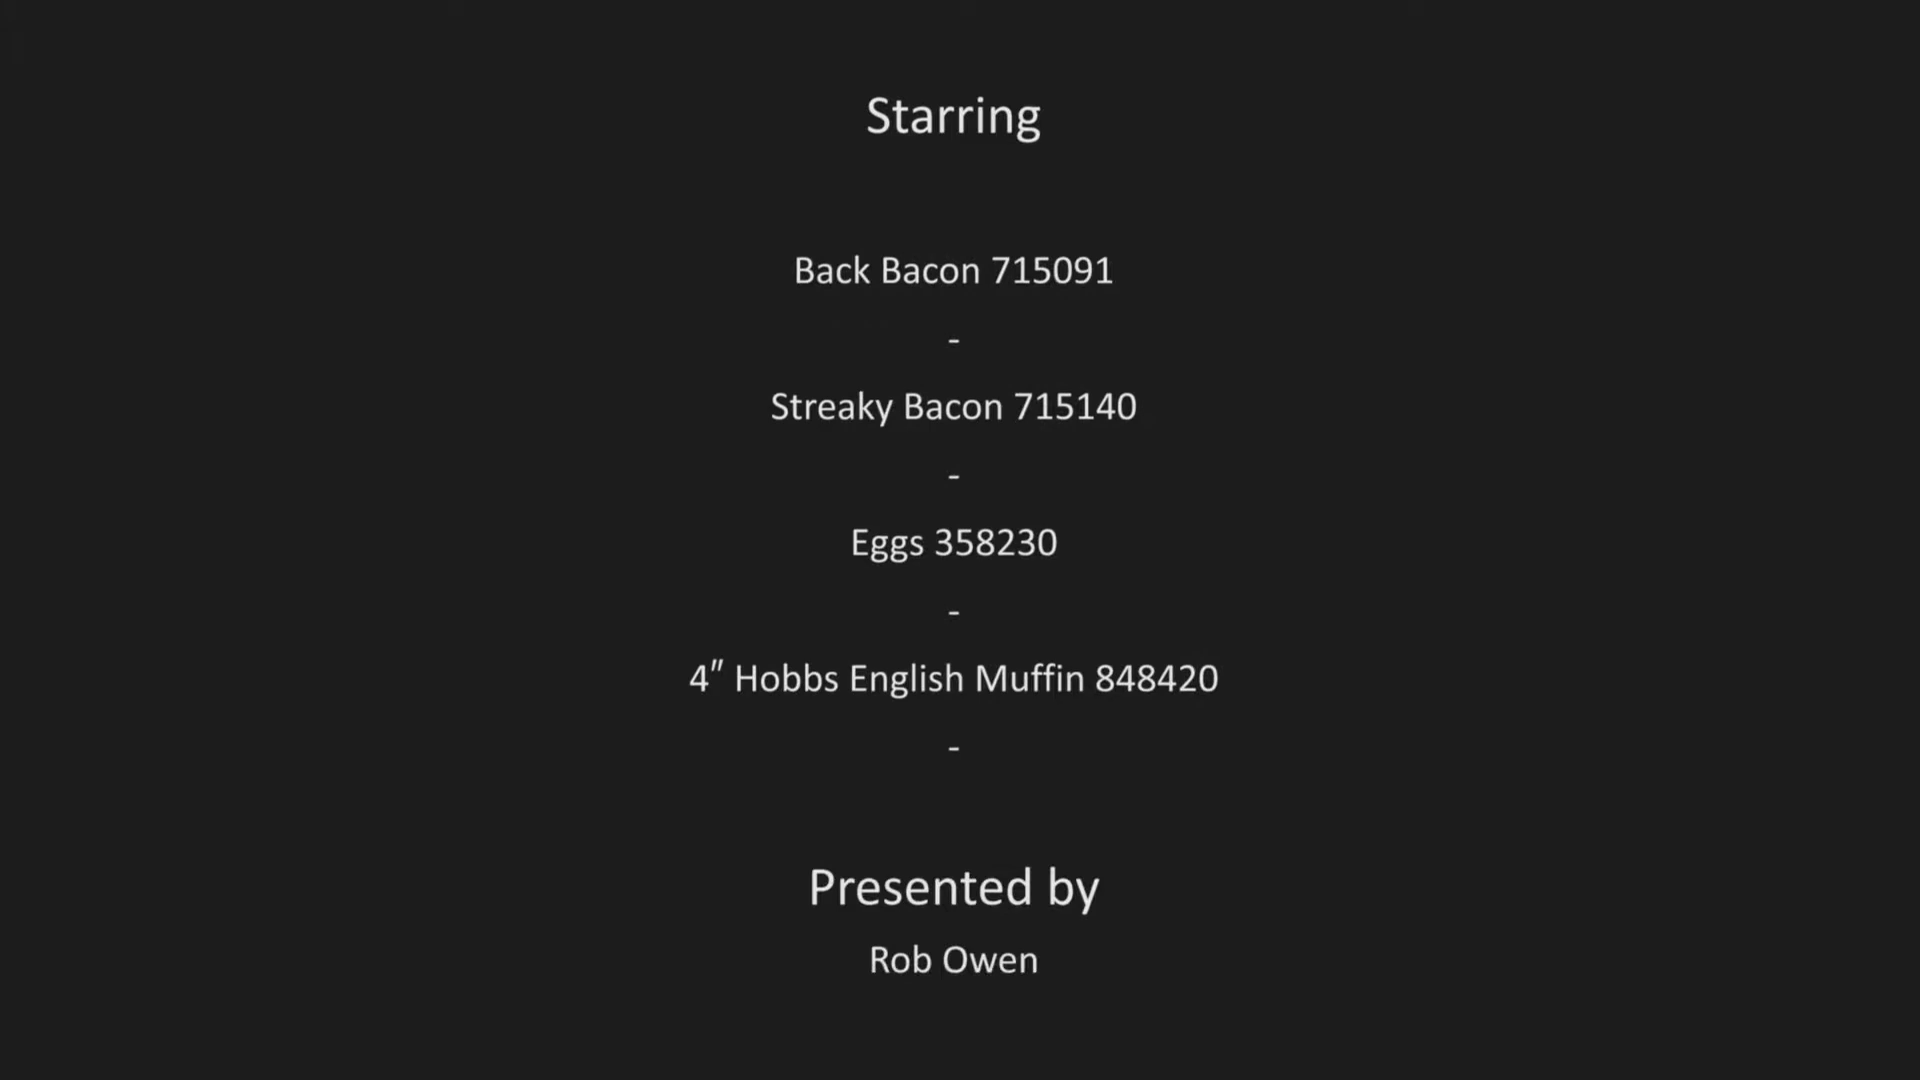 Starring
Back Bacon 715091
-
Streaky Bacon 715140
-
Eggs 358230
-
4″ Hobbs English Muffin 848420
-
Presented by
Rob Owen